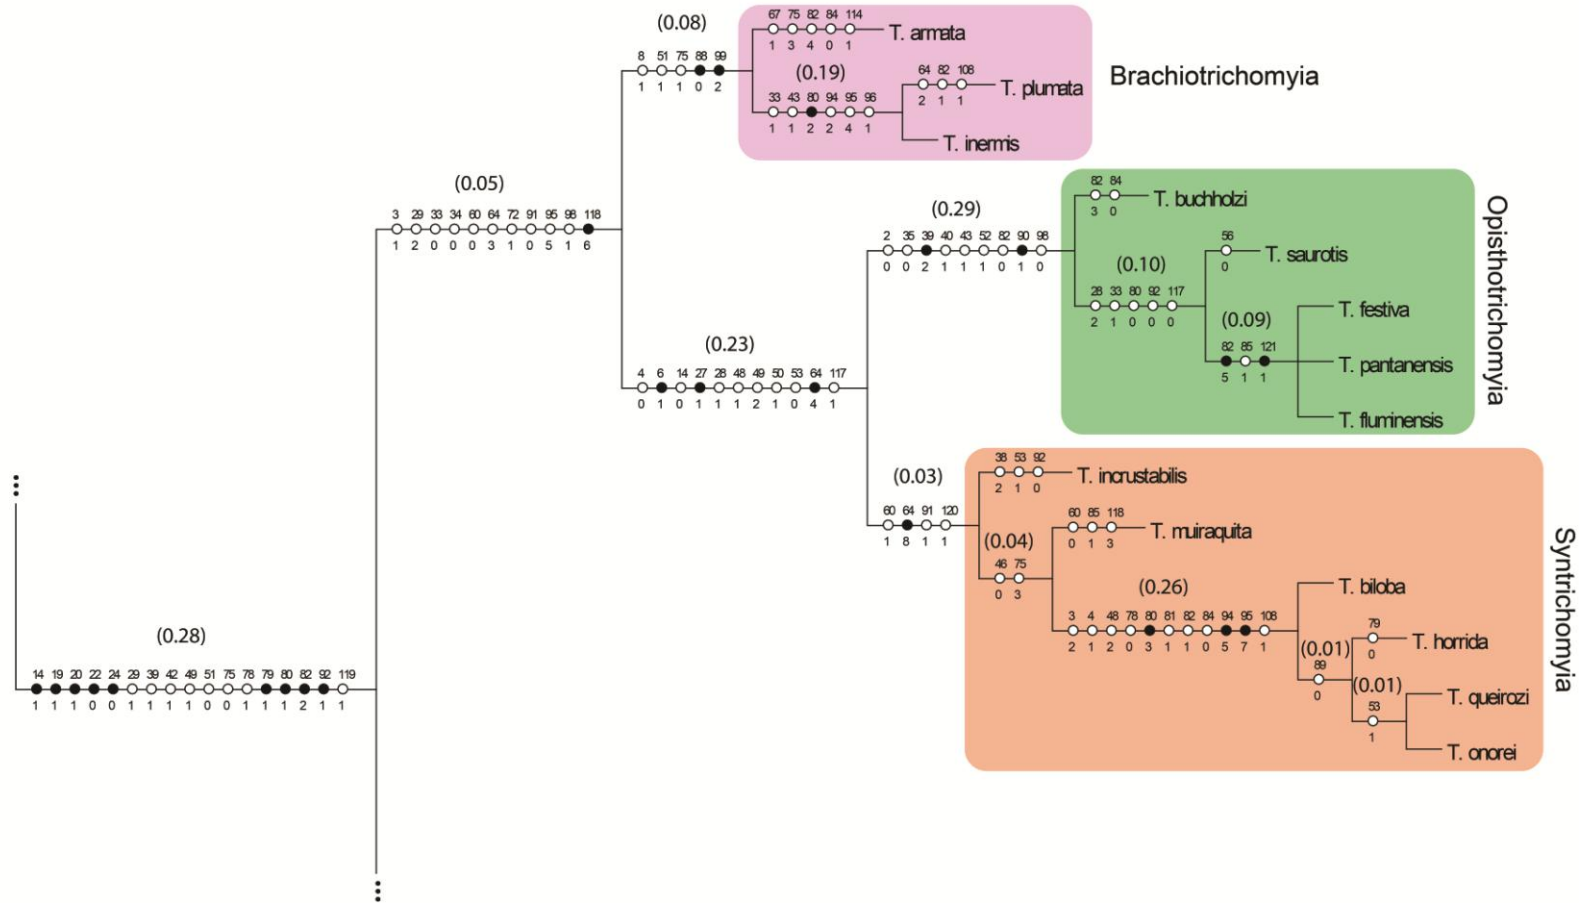 (0.08)
8 51 75 88 99
1 1 1 0 2
67 75 82 84 114
1 3 4 0 1
T. armata
(0.19)
33 43 80 94 95 96
1 1 2 2 4 1
64 82 108
2 1 1
T. plumata
T. inermis
Brachiotrichomyia
(0.05)
3 29 33 34 60 64 72 91 95 98 118
1 2 0 0 0 3 1 0 5 1 6
(0.29)
2 35 39 40 43 52 82 90 98
0 0 2 1 1 1 0 1 0
82 84
3 0
T. buchholzi
(0.10)
28 33 80 92 117
2 1 0 0 0
56
0
T. saurotis
(0.09)
82 85 121
5 1 1
T. festiva
T. pantanensis
T. fluminensis
Opisthotrichomyia
(0.23)
4 6 14 27 28 48 49 50 53 64 117
0 1 0 1 1 1 2 1 0 4 1
(0.03)
60 64 91 120
1 8 1 1
38 53 92
2 1 0
T. incrustabilis
(0.04)
46 75
0 3
60 85 118
0 1 3
T. muiraquita
(0.26)
3 4 48 78 80 81 82 84 94 95 108
2 1 2 0 3 1 1 0 5 7 1
T. biloba
(0.01)
89
0
79
0
T. horrida
(0.01)
53
1
T. queirozi
T. onorei
Syntrichomyia
(0.28)
14 19 20 22 24 29 39 42 49 51 75 78 79 80 82 92 119
1 1 1 0 0 1 1 1 1 0 0 1 1 1 2 1 1